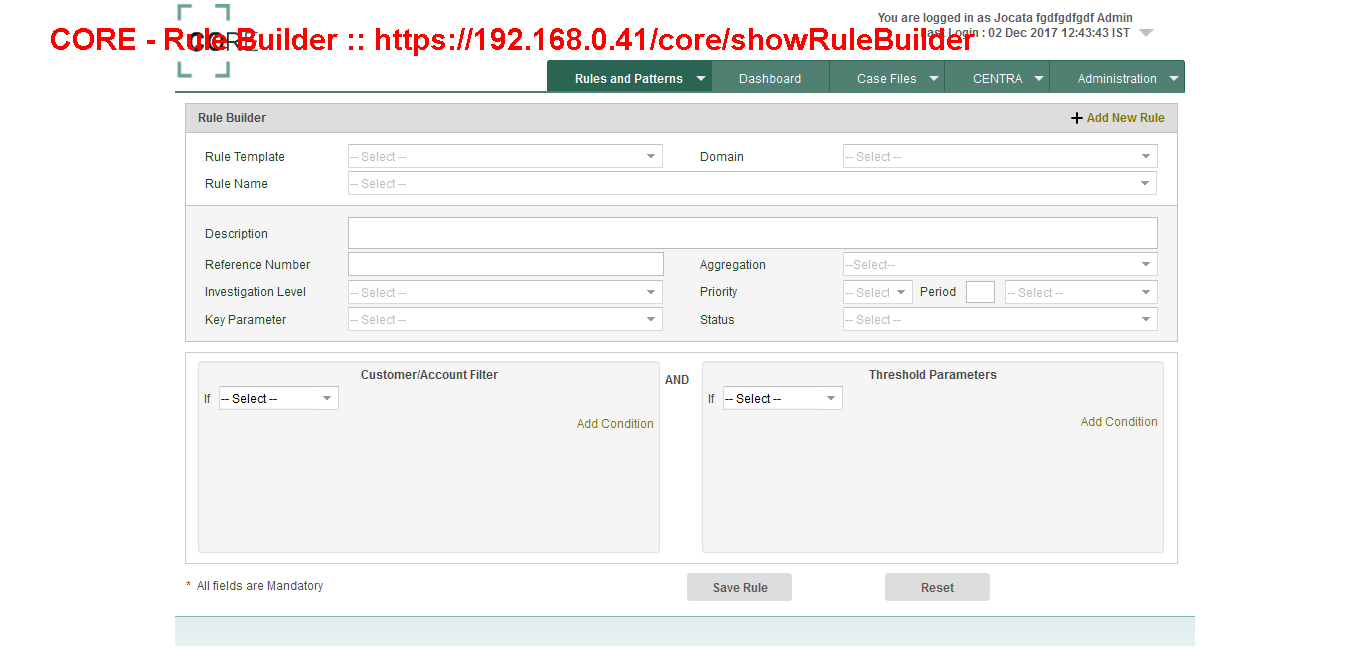 You are logged in as Jocata fgdfgdfgdf Admin
CORE - Rule Builder :: https://192.168.0.41/core/showRuleBuilder
CORE
Last Login : 02 Dec 2017 12:43:43 IST
Rules and Patterns Dashboard Case Files CENTRA Administration
Rule Builder + Add New Rule
Rule Template -- Select -- Domain -- Select --
Rule Name -- Select --
Description
Reference Number Aggregation --Select--
Investigation Level -- Select -- Priority -- Select Period -- Select --
Key Parameter -- Select -- Status -- Select --
Customer/Account Filter AND Threshold Parameters
If -- Select -- If -- Select --
Add Condition Add Condition
* All fields are Mandatory Save Rule Reset